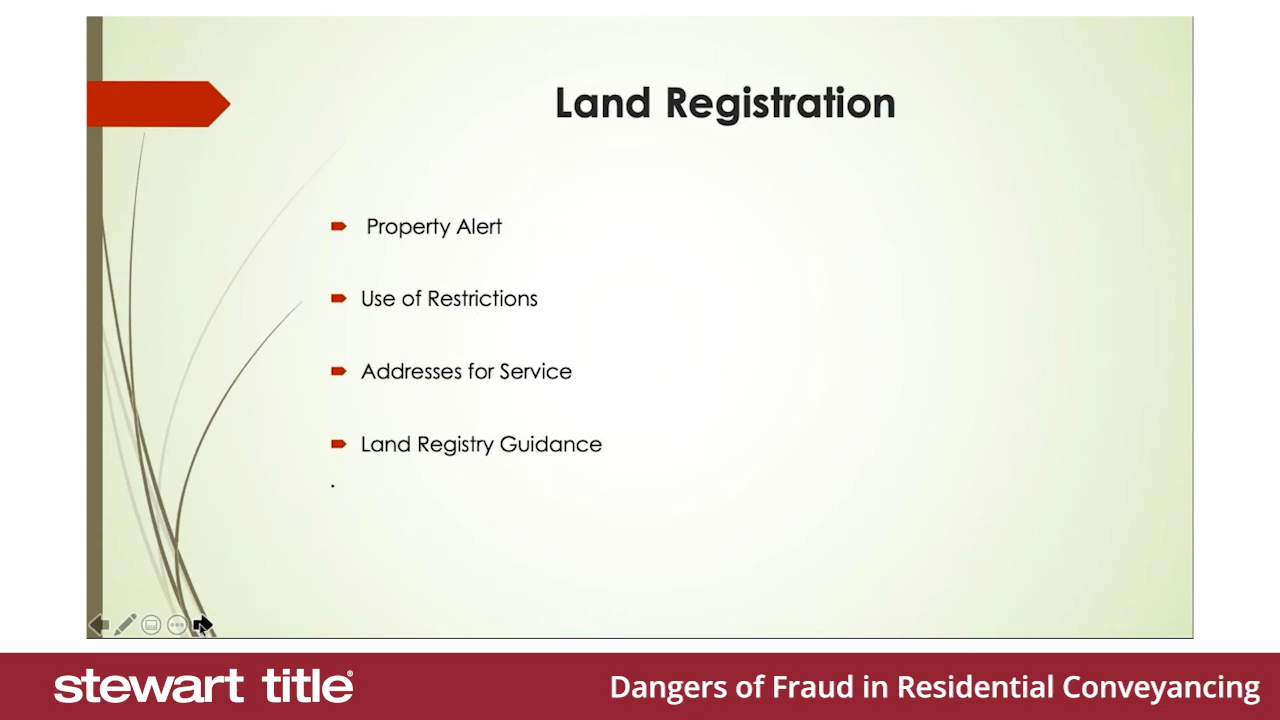 Land Registration
Property Alert
Use of Restrictions
Addresses for Service
Land Registry Guidance
.
stewart title®
Dangers of Fraud in Residential Conveyancing